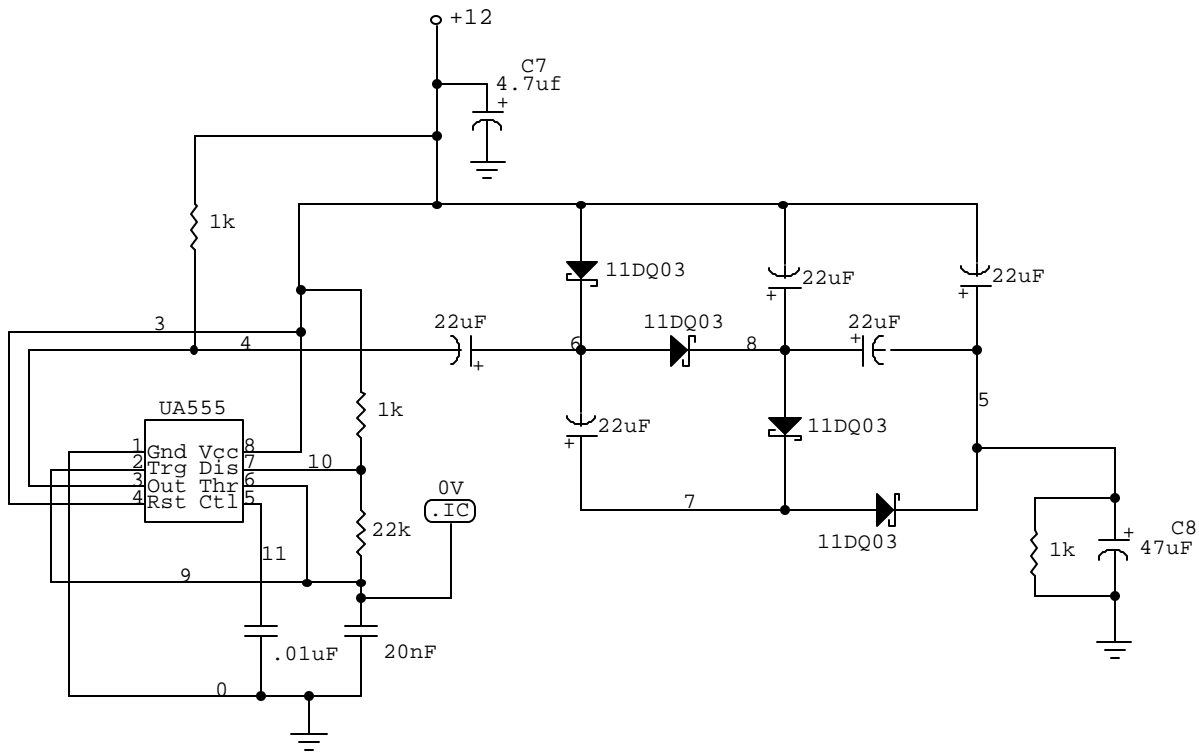 +12
C7
4.7uf
+
1k
11DQ03
22uF
+
22uF
+
3
4
22uF
+
6
11DQ03
8
22uF
+
5
UA555
1k
22uF
+
11DQ03
1 Gnd Vcc 8
2 Trg Dis 7
3 Out Thr 6
4 Rst Ctl 5
10
0V
.IC
7
22k
11DQ03
11
9
1k
+
C8
47uF
.01uF
20nF
0